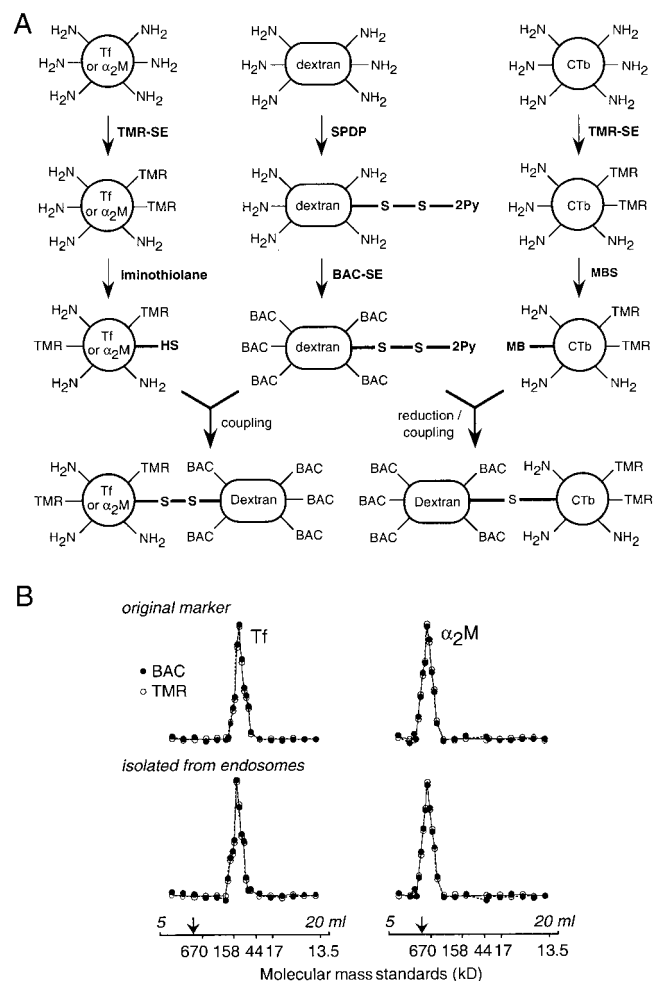 A
H₂N NH₂ H₂N NH₂ H₂N NH₂
H₂N Tf or α₂M NH₂ H₂N dextran NH₂ H₂N CTb NH₂
H₂N NH₂ H₂N NH₂ H₂N NH₂
TMR-SE SPDP TMR-SE
H₂N TMR H₂N NH₂ H₂N TMR
H₂N Tf or α₂M TMR H₂N dextran S S 2Py H₂N CTb TMR
H₂N NH₂ H₂N NH₂ H₂N NH₂
iminothiolane BAC-SE MBS
H₂N TMR BAC BAC H₂N TMR
TMR Tf or α₂M HS BAC dextran S S 2Py MB CTb TMR
H₂N NH₂ BAC BAC H₂N NH₂
coupling reduction /
coupling
H₂N TMR BAC BAC BAC BAC H₂N TMR
TMR Tf or α₂M S S Dextran BAC BAC Dextran S CTb TMR
H₂N NH₂ BAC BAC BAC BAC H₂N NH₂
B
original marker
Tf α₂M
BAC
TMR
isolated from endosomes
5 20 ml 5 20 ml
670 158 44 17 13.5 670 158 44 17 13.5
Molecular mass standards (kD)